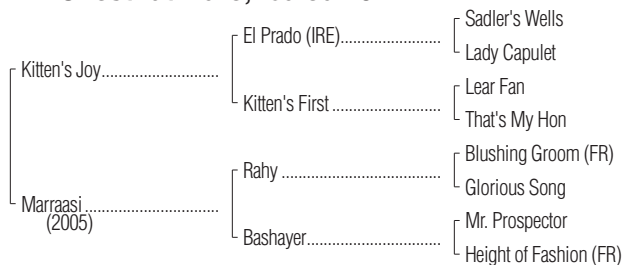 Sadler's Wells
El Prado (IRE)
Lady Capulet
Kitten's Joy
Lear Fan
Kitten's First
That's My Hon
Blushing Groom (FR)
Rahy
Glorious Song
Marraasi
(2005)
Mr. Prospector
Bashayer
Height of Fashion (FR)